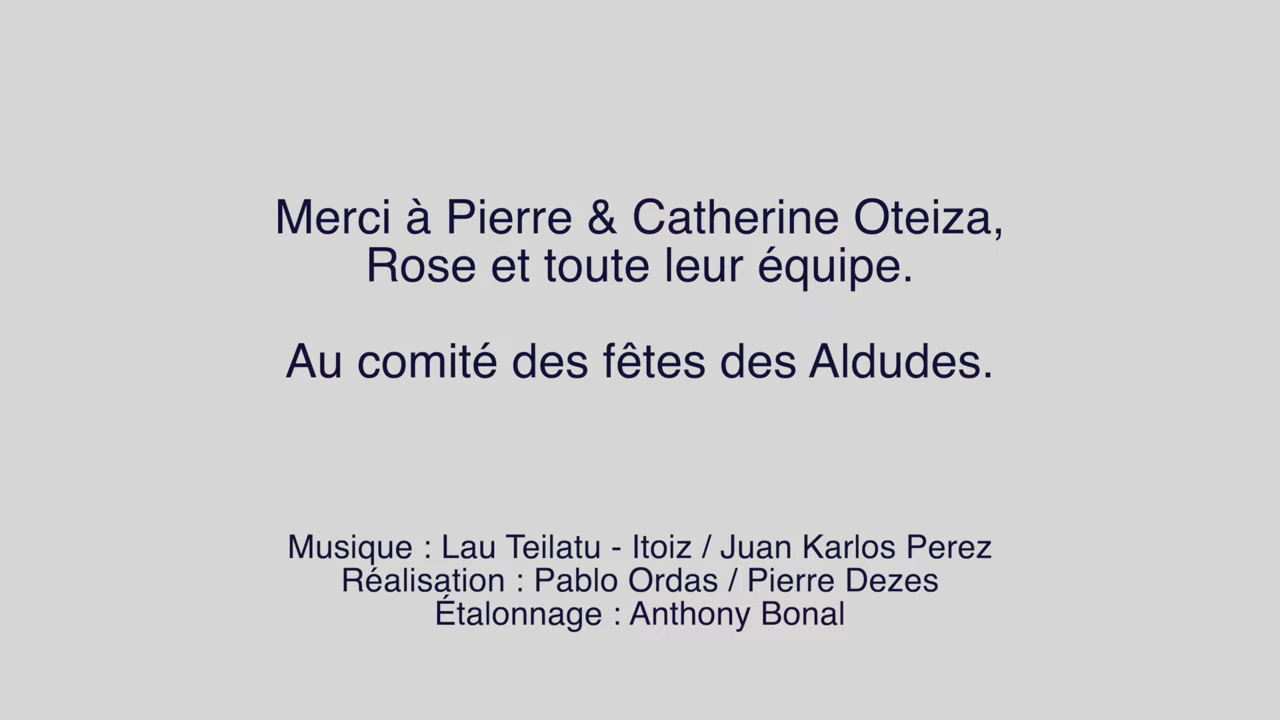 Merci à Pierre & Catherine Oteiza,
Rose et toute leur équipe.
Au comité des fêtes des Aldudes.
Musique : Lau Teilatu - Itoiz / Juan Karlos Perez
Réalisation : Pablo Ordas / Pierre Dezes
Étalonnage : Anthony Bonal